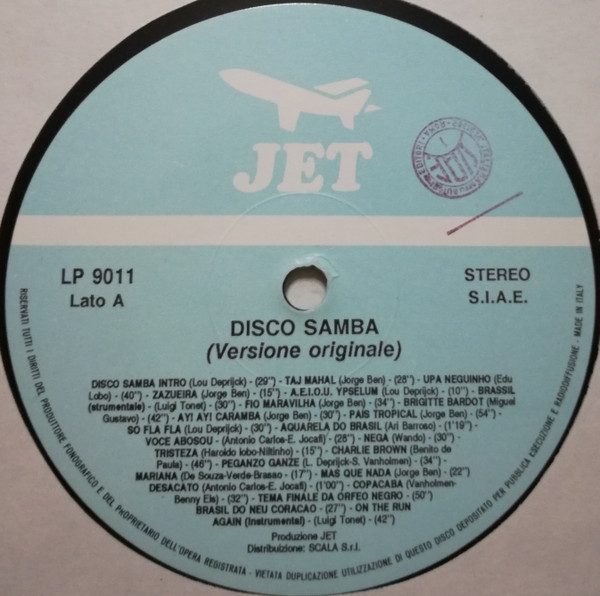 JET
LP 9011
Lato A
STEREO
S.I.A.E.
DISCO SAMBA
(Versione originale)
DISCO SAMBA INTRO (Lou Deprijck) - (29") - TAJ MAHAL (Jorge Ben) - (28") - UPA NEGUINHO (Edu
Lobo) - (40") - ZAZUEIRA (Jorge Ben) - (15") - A.E.I.O.U. YPSELUM (Lou Deprijck) - (10") - BRASSIL
(strumentale) - (Luigi Tonet) - (30") - FIO MARAVILHA (Jorge Ben) - (34") - BRIGITTE BARDOT (Miguel
Gustavo) - (42") - AY! AY! CARAMBA (Jorge Ben) - (30") - PAIS TROPICAL (Jorge Ben) - (54") -
SO FLA FLA (Lou Deprijck) - (30") - AQUARELA DO BRASIL (Ari Barroso) - (1'19") -
VOCE ABOSOU - (Antonio Carlos-E. Jocafi) - (28") - NEGA (Wando) - (30") -
TRISTEZA (Haroldo lobo-Niltinho) - (15") - CHARLIE BROWN (Benito de
Paula) - (46") - PEGANZO GANZE (L. Deprijck-S. Vanholmen) - (34") -
MARIANA (De Souza-Verde-Brasso) - (17") - MAS QUE NADA (Jorge Ben) - (22")
DESACATO (Antonio Carlos-E. Jocafi) - (1'00") - COPACABA (Vanholmen-
Benny Els) - (32") - TEMA FINALE DA ORFEO NEGRO - (50")
BRASIL DO NEU CORACAO - (27") - ON THE RUN
AGAIN (Instrumental) - (Luigi Tonet) - (42")
Produzione JET
Distribuzione: SCALA S.r.l.
RISERVATI TUTTI I DIRITTI DEL PRODUTTORE FONOGRAFICO E DEL PROPRIETARIO DELL'OPERA REGISTRATA - VIETATA DUPLICAZIONE UTILIZZAZIONE DI QUESTO DISCO DEPOSITATO PER PUBBLICA ESECUZIONE E RADIODIFFUSIONE - MADE IN ITALY